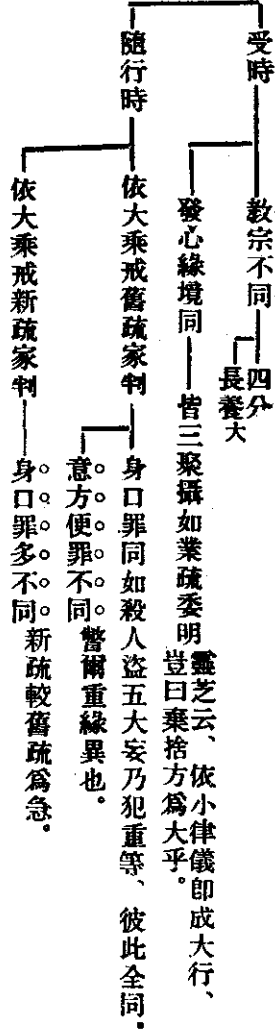 受時
教宗不同
四分
長養大
發心緣境同
皆三聚攝如業疏委明
靈芝云、依小律儀卽成大行、
豈曰棄捨方爲大乎。
隨行時
依大乘戒舊疏家判
身口罪同如殺人盜五大妄乃犯重等、彼此全同.
意方便罪不同。瞥爾重緣異也。
依大乘戒新疏家判
身口罪多不同。新疏較舊疏爲急。